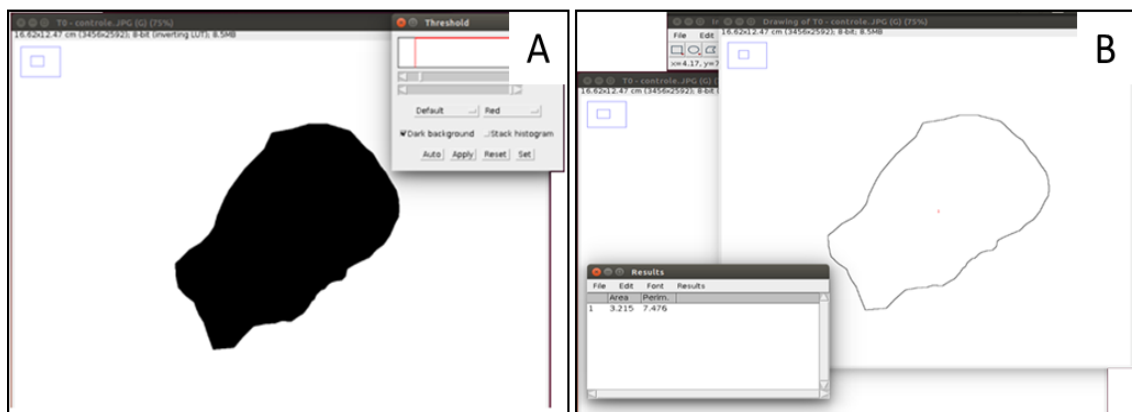 T0 - controle.JPG (G) (75%)
16.62x12.47 cm (3456x2592); 8-bit (inverting LUT); 8.5MB
Threshold
Default
Red
Dark background
Stack histogram
Auto
Apply
Reset
Set
A
Drawing of T0 - controle.JPG (G) (75%)
16.62x12.47 cm (3456x2592); 8-bit; 8.5MB
File Edit
x=4.17, y=7
T0 - controle.JPG (G) (75
16.62x12.47 cm (3456x2592); 8-bit (
B
Results
File Edit Font Results
Area Perim.
1 3.215 7.476